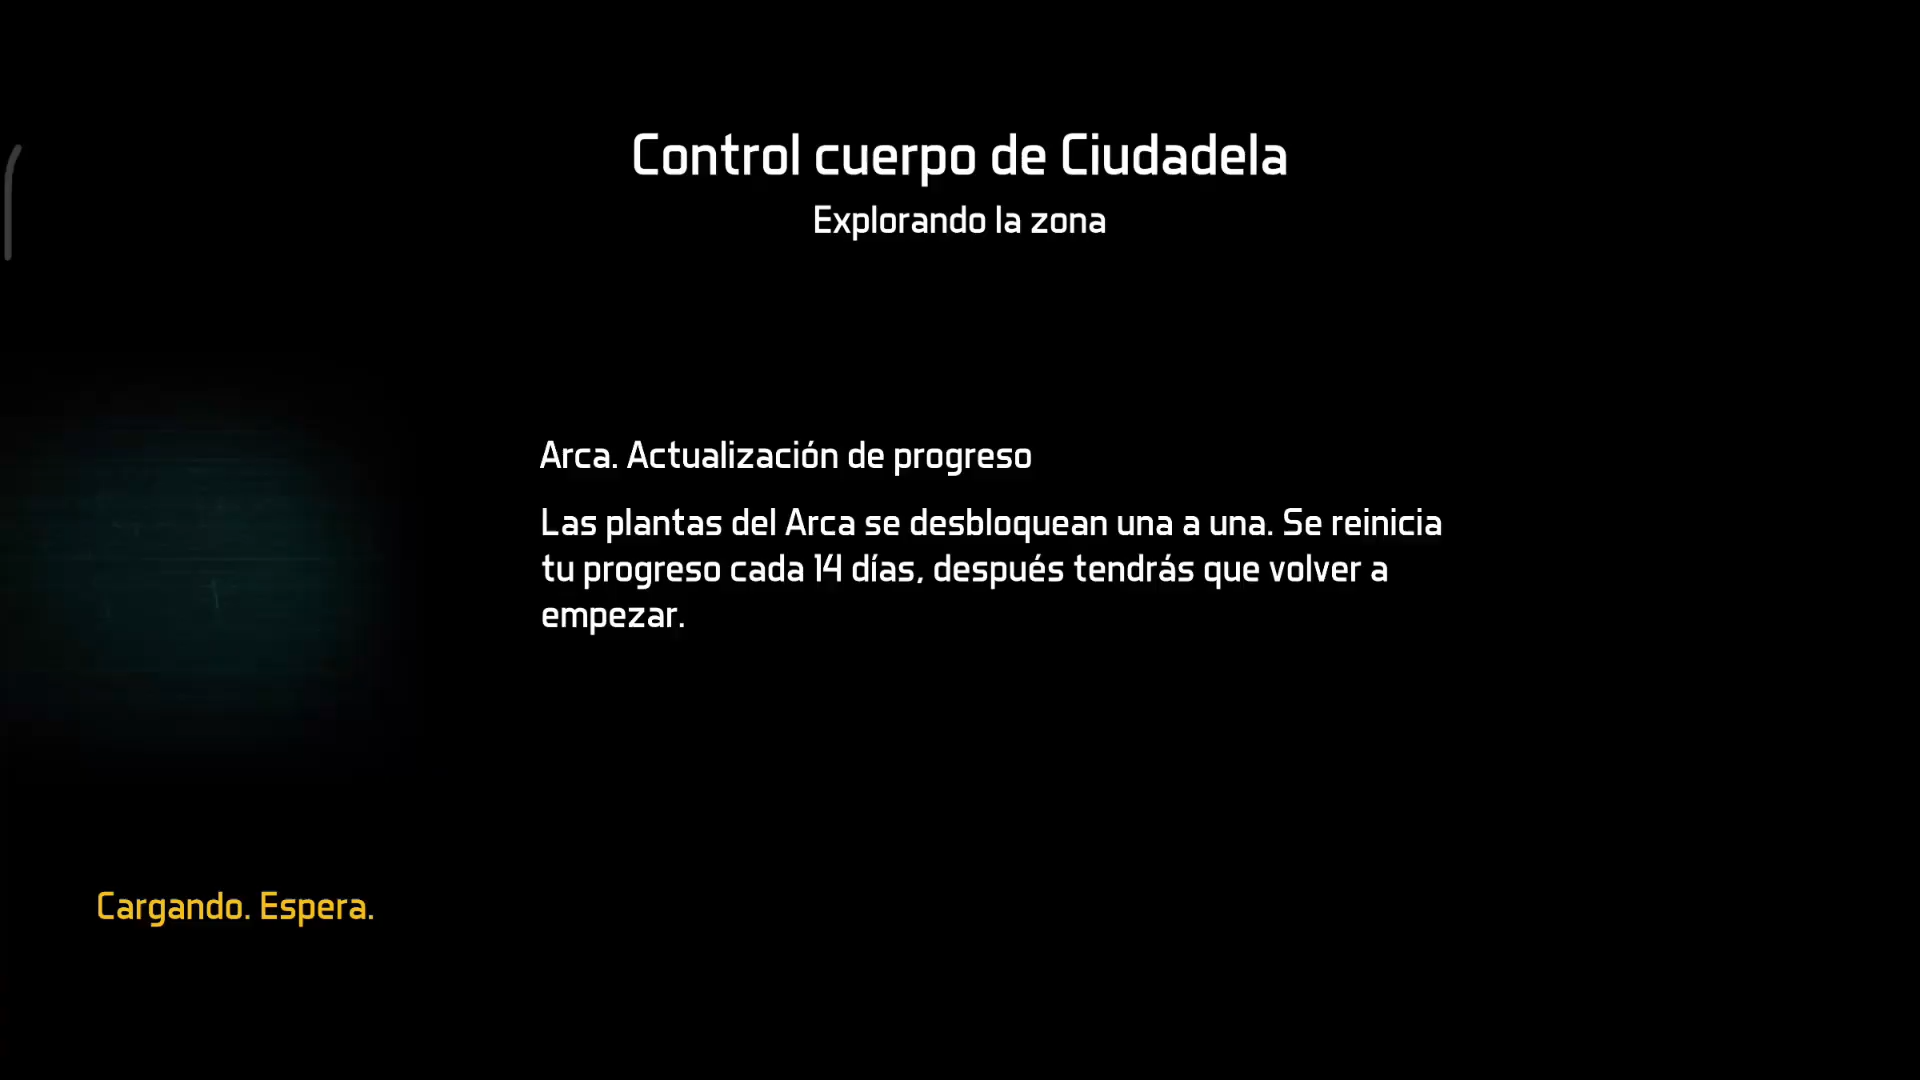 Control cuerpo de Ciudadela
Explorando la zona
Arca. Actualización de progreso
Las plantas del Arca se desbloquean una a una. Se reinicia
tu progreso cada 14 días, después tendrás que volver a
empezar.
Cargando. Espera.